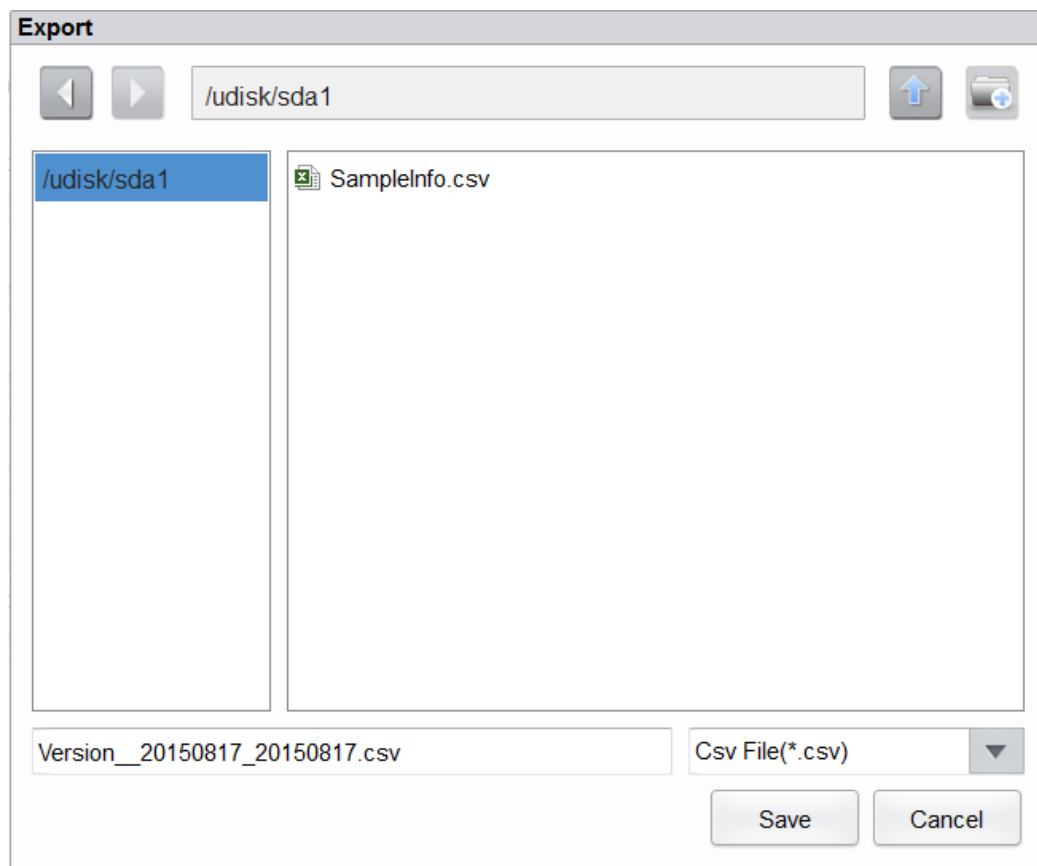 Export
/udisk/sda1
/udisk/sda1
SampleInfo.csv
Version__20150817_20150817.csv
Csv File(*.csv)
Save
Cancel